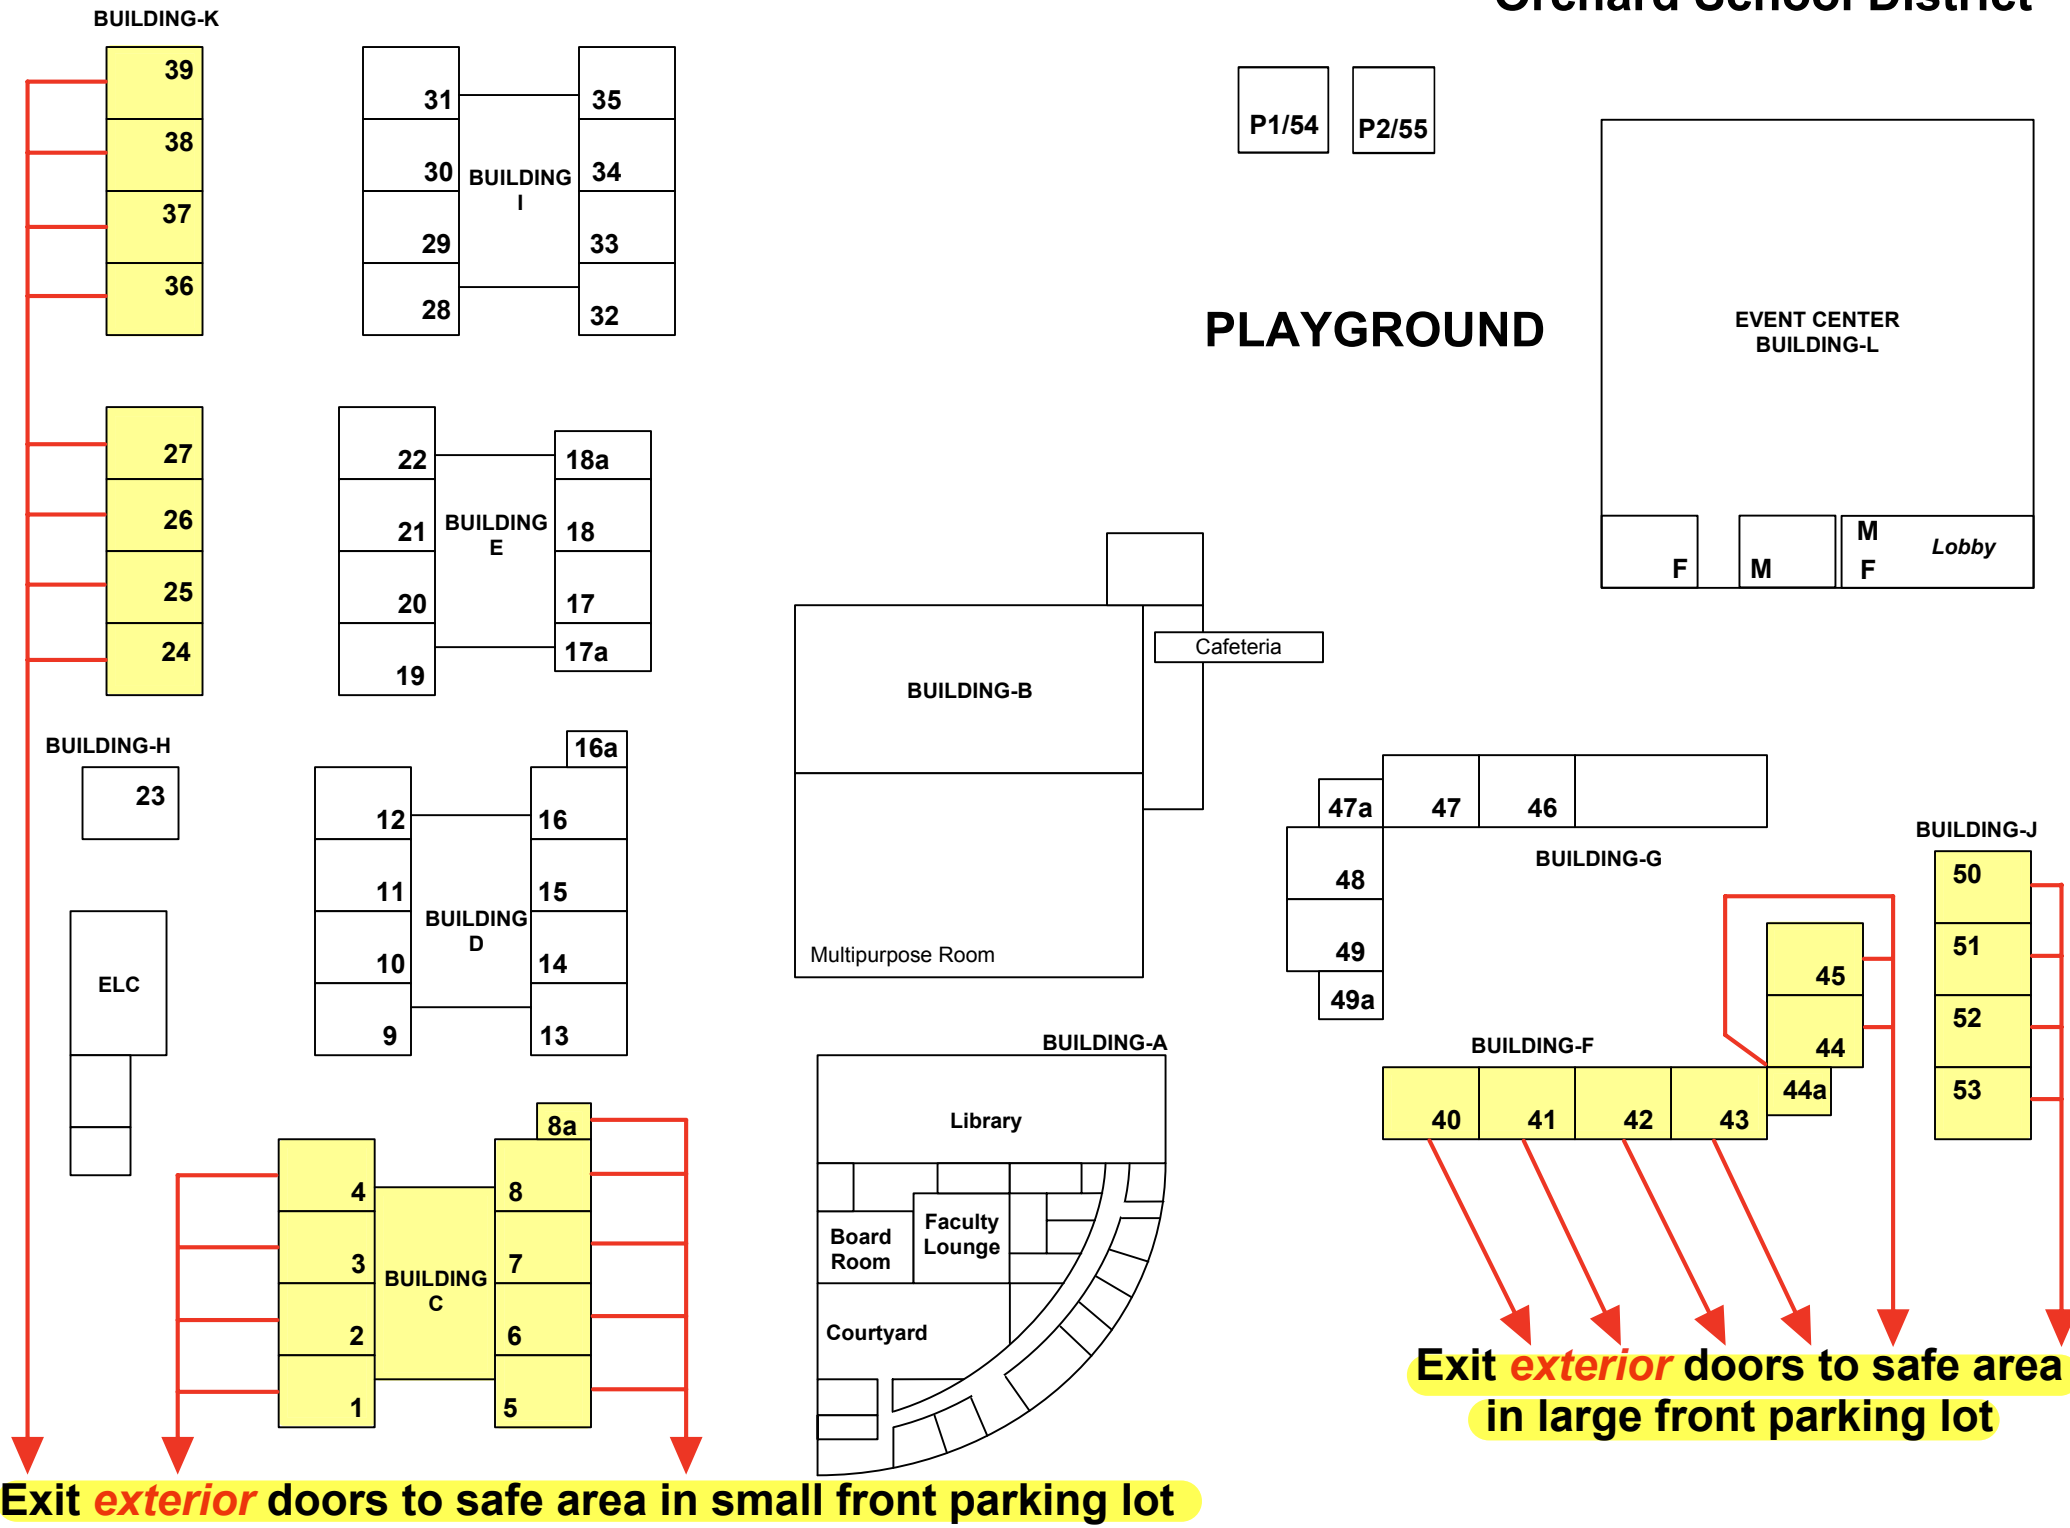 Orchard School District
BUILDING-K
39
38
37
36
31
30
29
28
BUILDING
I
35
34
33
32
P1/54
P2/55
PLAYGROUND
EVENT CENTER
BUILDING-L
F
M
M
F
Lobby
27
26
25
24
22
21
20
19
BUILDING
E
18a
18
17
17a
Cafeteria
BUILDING-B
Multipurpose Room
BUILDING-H
23
ELC
16a
12
11
10
9
BUILDING
D
16
15
14
13
47a
47
46
48
49
49a
BUILDING-G
BUILDING-J
50
51
52
53
45
44
44a
BUILDING-F
40
41
42
43
BUILDING-A
Library
Board
Room
Faculty
Lounge
Courtyard
8a
4
3
2
1
BUILDING
C
8
7
6
5
Exit exterior doors to safe area
in large front parking lot
Exit exterior doors to safe area in small front parking lot